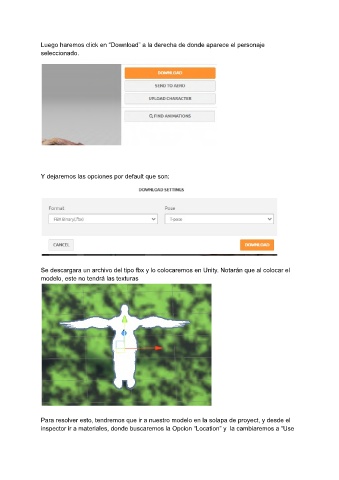 Luego haremos click en "Download" a la derecha de donde aparece el personaje
seleccionado.
DOWNLOAD
SEND TO AERO
UPLOAD CHARACTER
FIND ANIMATIONS
Y dejaremos las opciones por default que son;
DOWNLOAD SETTINGS
Format
Pose
FBX Binary(.fbx)
T-pose
CANCEL
DOWNLOAD
Se descargara un archivo del tipo fbx y lo colocaremos en Unity. Notarán que al colocar el
modelo, este no tendrá las texturas
Para resolver esto, tendremos que ir a nuestro modelo en la solapa de proyect, y desde el
inspector ir a materiales, donde buscaremos la Opcion "Location" y la cambiaremos a "Use